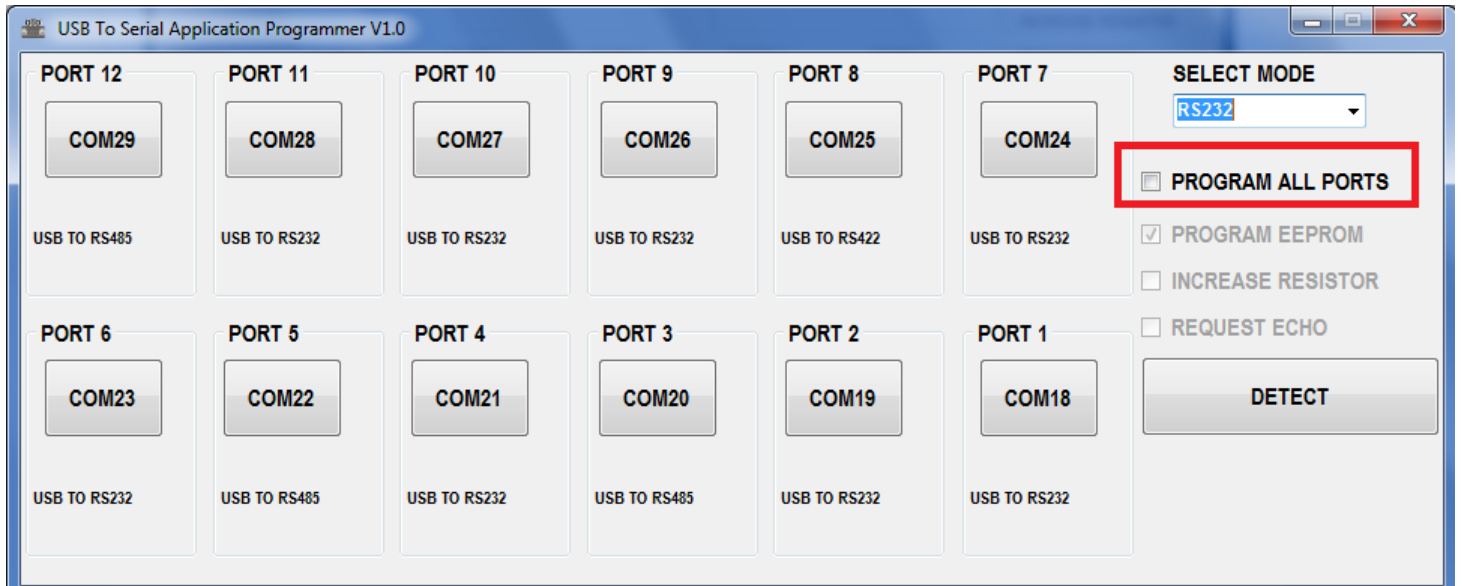 USB To Serial Application Programmer V1.0
PORT 12 PORT 11 PORT 10 PORT 9 PORT 8 PORT 7 SELECT MODE
RS232
COM29 COM28 COM27 COM26 COM25 COM24
PROGRAM ALL PORTS
USB TO RS485 USB TO RS232 USB TO RS232 USB TO RS232 USB TO RS422 USB TO RS232 PROGRAM EEPROM
INCREASE RESISTOR
PORT 6 PORT 5 PORT 4 PORT 3 PORT 2 PORT 1 REQUEST ECHO
COM23 COM22 COM21 COM20 COM19 COM18 DETECT
USB TO RS232 USB TO RS485 USB TO RS232 USB TO RS485 USB TO RS232 USB TO RS232